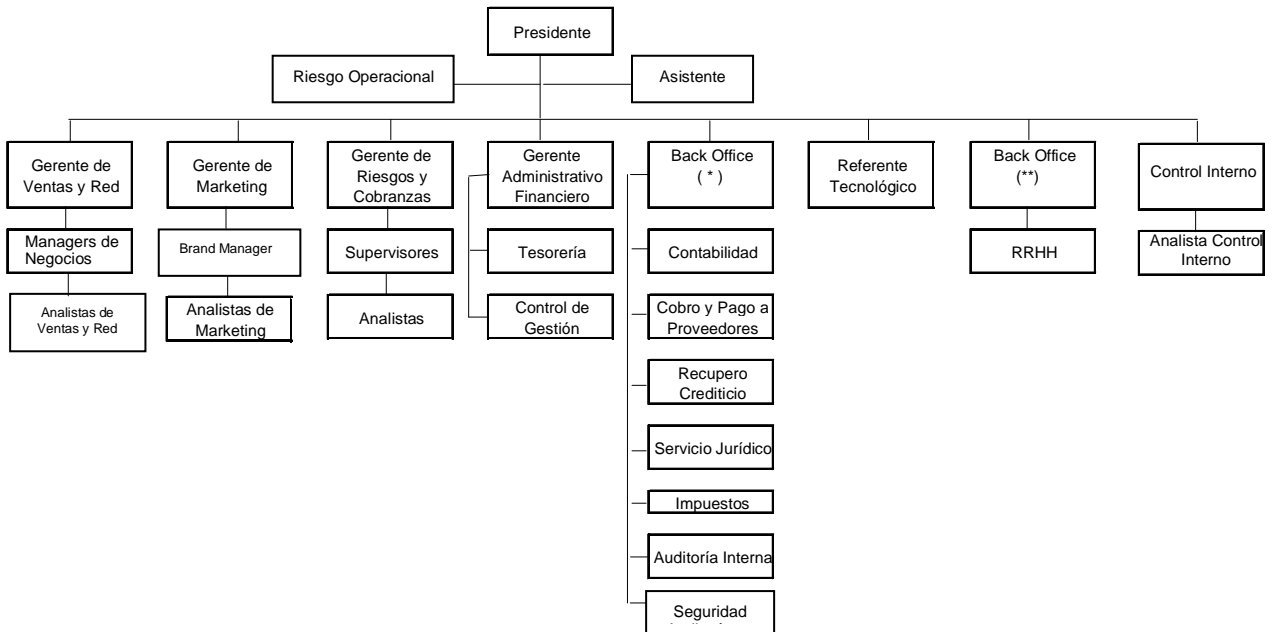 Presidente
Riesgo Operacional
Asistente
Gerente de
Ventas y Red
Gerente de
Marketing
Gerente de
Riesgos y
Cobranzas
Gerente
Administrativo
Financiero
Back Office
( * )
Referente
Tecnológico
Back Office
(**)
Control Interno
Managers de
Negocios
Brand Manager
Supervisores
Tesorería
Contabilidad
RRHH
Analista Control
Interno
Analistas de
Ventas y Red
Analistas de
Marketing
Analistas
Control de
Gestión
Cobro y Pago a
Proveedores
Recupero
Crediticio
Servicio Jurídico
Impuestos
Auditoría Interna
Seguridad